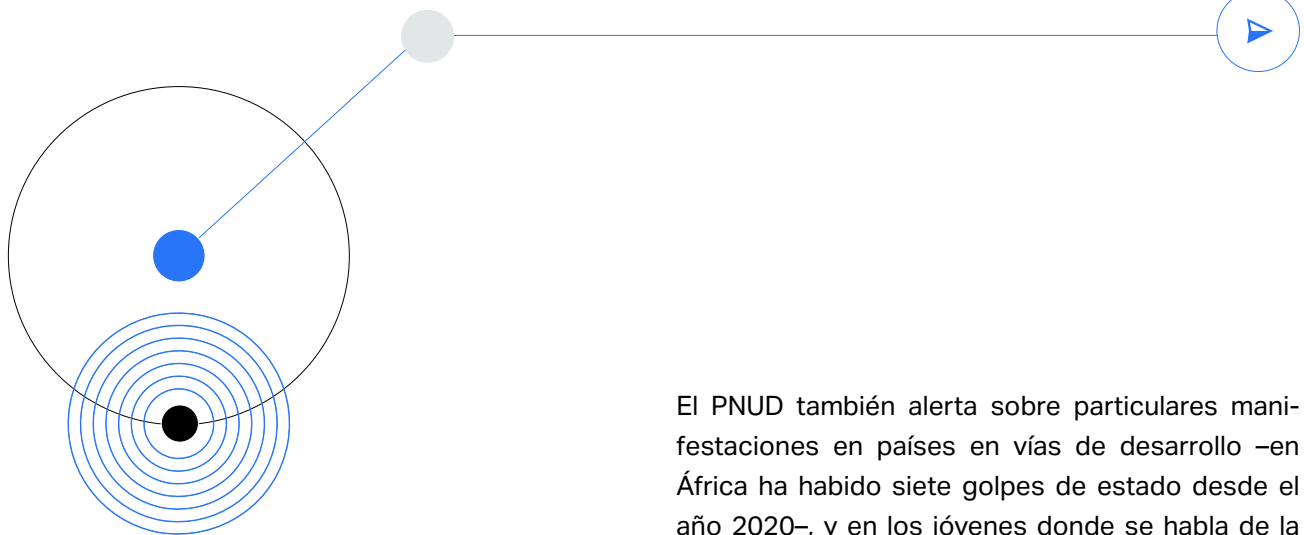 El PNUD también alerta sobre particulares mani-
festaciones en países en vías de desarrollo –en
África ha habido siete golpes de estado desde el
año 2020–, y en los jóvenes donde se habla de la